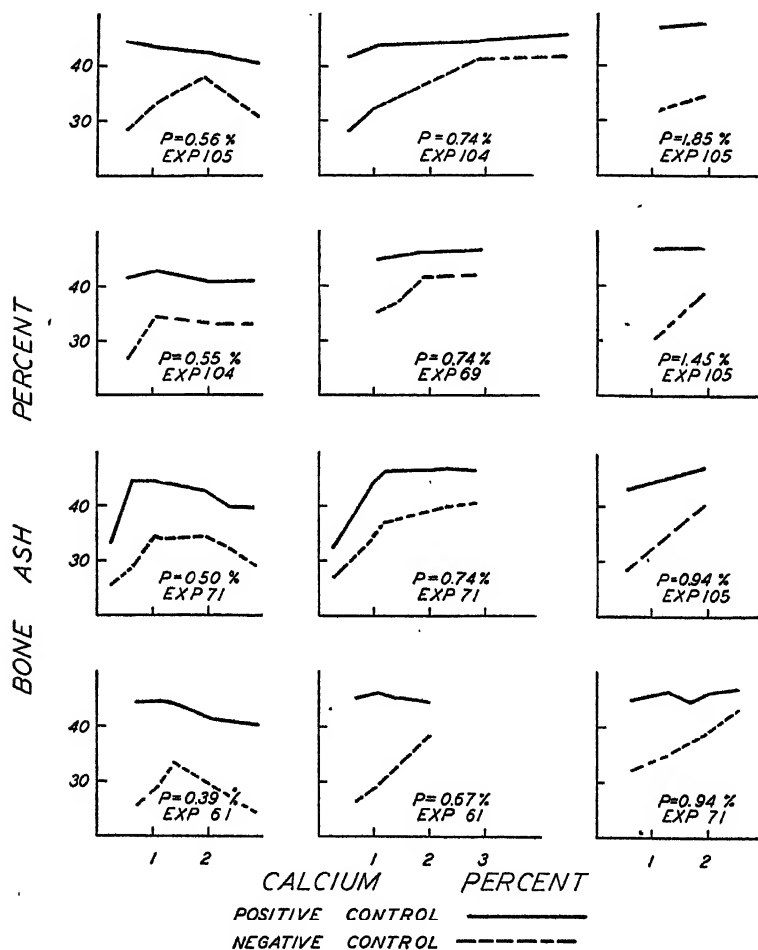 40
30
P=0.56 %
EXP 105
P=0.74%
EXP 104
P=1.85%
EXP 105
40
30
P=0.55 %
EXP 104
P=0.74%
EXP 69
P=1.45%
EXP 105
40
30
P=0.50 %
EXP 71
P=0.74%
EXP 71
P=0.94 %
EXP 105
40
30
P=0.39 %
EXP 61
P=0.67 %
EXP 61
P=0.94 %
EXP 71
1 2
1 2 3
1 2
BONE ASH PERCENT
CALCIUM PERCENT
POSITIVE CONTROL
NEGATIVE CONTROL